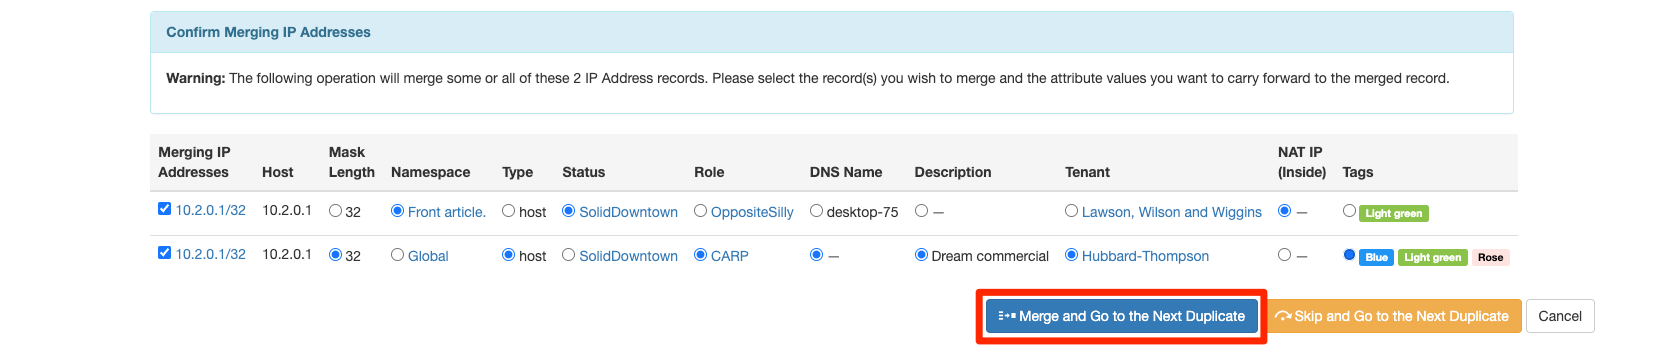 Confirm Merging IP Addresses
Warning: The following operation will merge some or all of these 2 IP Address records. Please select the record(s) you wish to merge and the attribute values you want to carry forward to the merged record.
Merging IP Addresses Host Mask Length Namespace Type Status Role DNS Name Description Tenant NAT IP (Inside) Tags
10.2.0.1/32 10.2.0.1 32 Front article. host SolidDowntown OppositeSilly desktop-75 — Lawson, Wilson and Wiggins — Light green
10.2.0.1/32 10.2.0.1 32 Global host SolidDowntown CARP — Dream commercial Hubbard-Thompson — Blue Light green Rose
Merge and Go to the Next Duplicate Skip and Go to the Next Duplicate Cancel